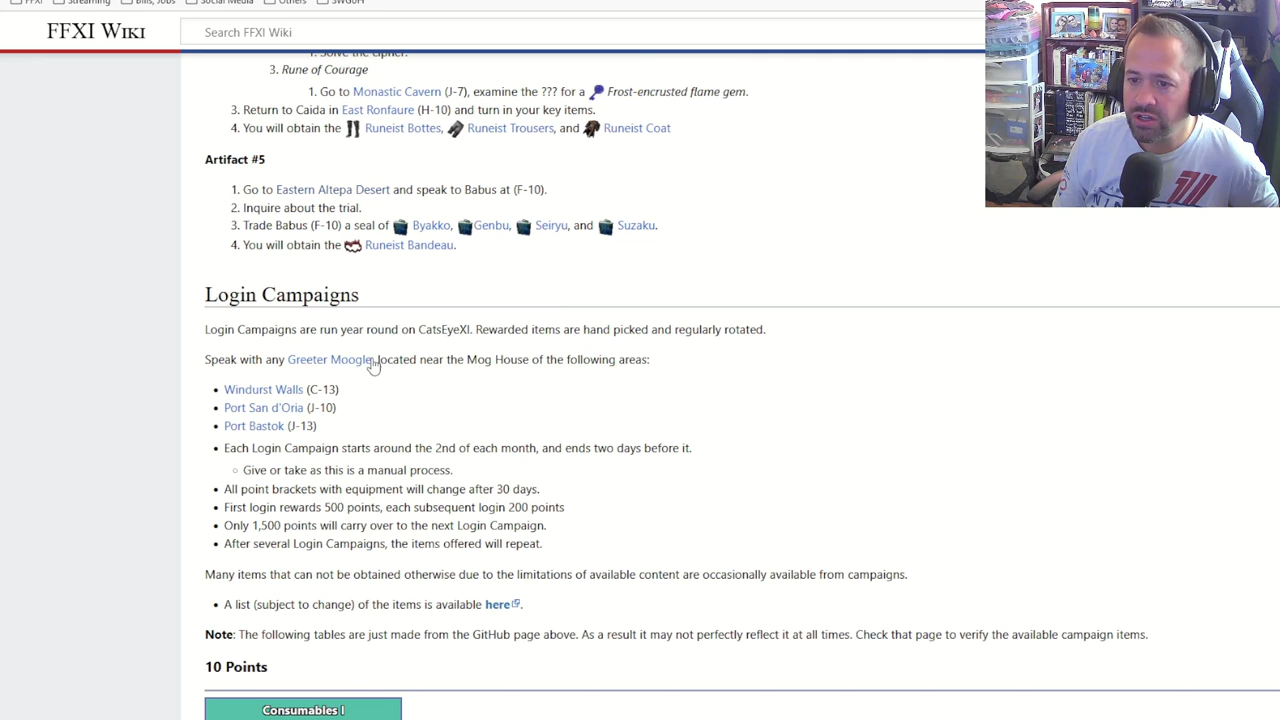 FFXI Streaming Bills, Jobs Social Media Others SWGOH
FFXI WIKI
Search FFXI Wiki
1. Solve the cipher.
3. Rune of Courage
1. Go to Monastic Cavern (J-7), examine the ??? for a Frost-encrusted flame gem.
3. Return to Caida in East Ronfaure (H-10) and turn in your key items.
4. You will obtain the Runeist Bottes, Runeist Trousers, and Runeist Coat
Artifact #5
1. Go to Eastern Altepa Desert and speak to Babus at (F-10).
2. Inquire about the trial.
3. Trade Babus (F-10) a seal of Byakko, Genbu, Seiryu, and Suzaku.
4. You will obtain the Runeist Bandeau.
Login Campaigns
Login Campaigns are run year round on CatsEyeXI. Rewarded items are hand picked and regularly rotated.
Speak with any Greeter Moogle located near the Mog House of the following areas:
• Windurst Walls (C-13)
• Port San d'Oria (J-10)
• Port Bastok (J-13)
• Each Login Campaign starts around the 2nd of each month, and ends two days before it.
○ Give or take as this is a manual process.
• All point brackets with equipment will change after 30 days.
• First login rewards 500 points, each subsequent login 200 points
• Only 1,500 points will carry over to the next Login Campaign.
• After several Login Campaigns, the items offered will repeat.
Many items that can not be obtained otherwise due to the limitations of available content are occasionally available from campaigns.
• A list (subject to change) of the items is available here.
Note: The following tables are just made from the GitHub page above. As a result it may not perfectly reflect it at all times. Check that page to verify the available campaign items.
10 Points
Consumables I